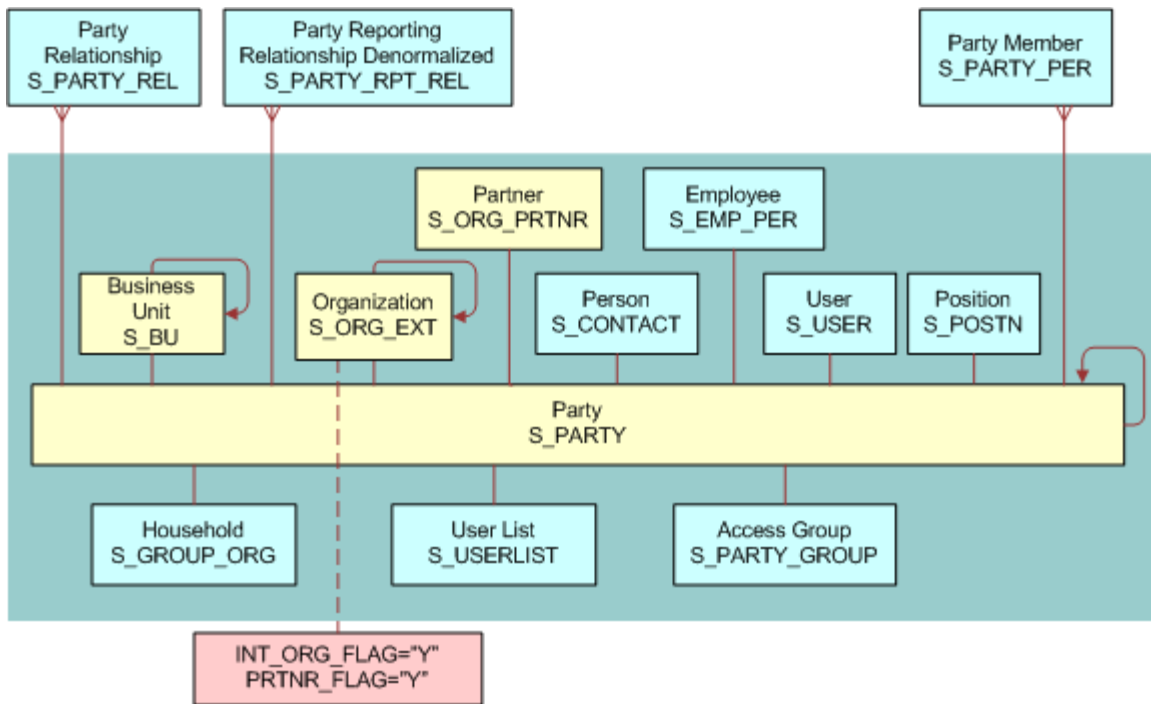 Party
Relationship
S_PARTY_REL
Party Reporting
Relationship Denormalized
S_PARTY_RPT_REL
Party Member
S_PARTY_PER
Partner
S_ORG_PRTNR
Employee
S_EMP_PER
Business
Unit
S_BU
Organization
S_ORG_EXT
Person
S_CONTACT
User
S_USER
Position
S_POSTN
Party
S_PARTY
Household
S_GROUP_ORG
User List
S_USERLIST
Access Group
S_PARTY_GROUP
INT_ORG_FLAG="Y"
PRTNR_FLAG="Y"